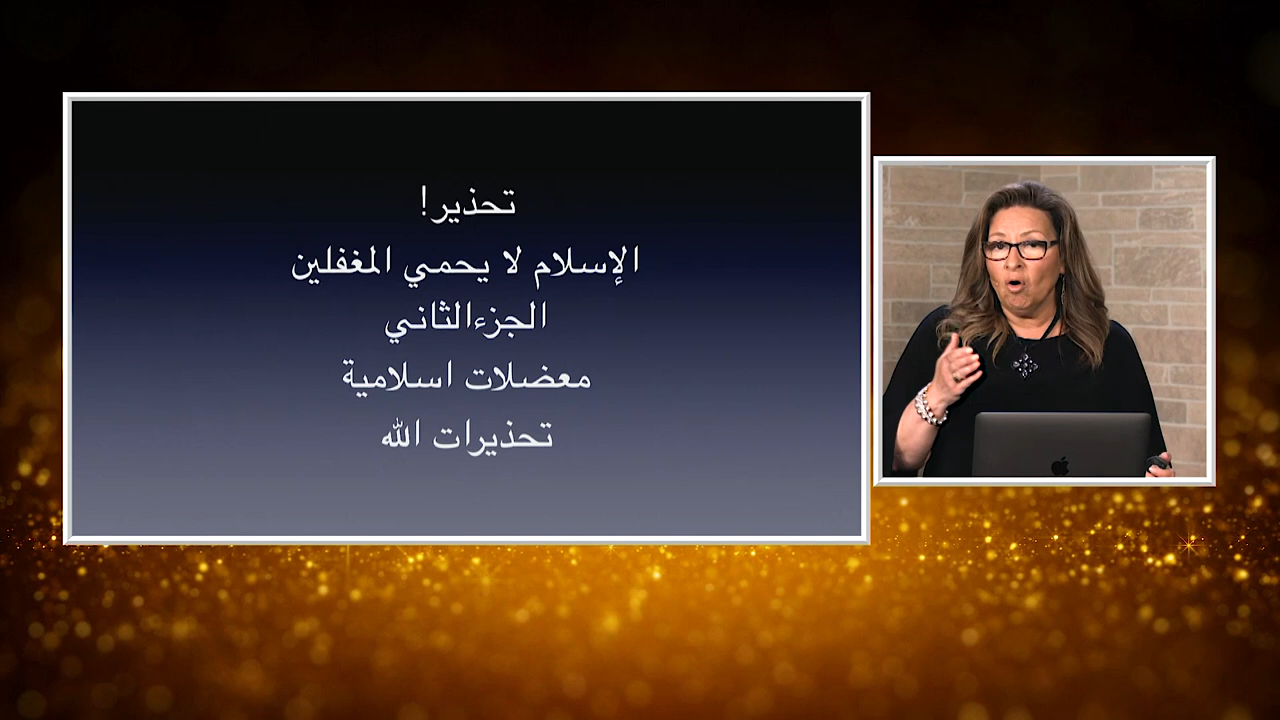 تحذير!
الإسلام لا يحمي المغفلين
الجزءالثاني
معضلات اسلامية
تحذيرات الله